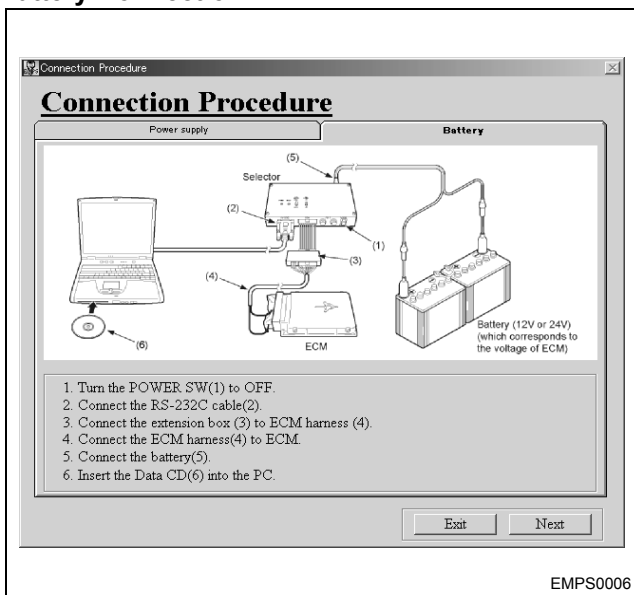 Connection Procedure
Connection Procedure
Power supply
Battery
(5)
Selector
(2)
(1)
(3)
(4)
(6)
ECM
Battery (12V or 24V)
(which corresponds to
the voltage of ECM)
1. Turn the POWER SW(1) to OFF.
2. Connect the RS-232C cable(2).
3. Connect the extension box (3) to ECM harness (4).
4. Connect the ECM harness(4) to ECM.
5. Connect the battery(5).
6. Insert the Data CD(6) into the PC.
Exit
Next
EMPS0006